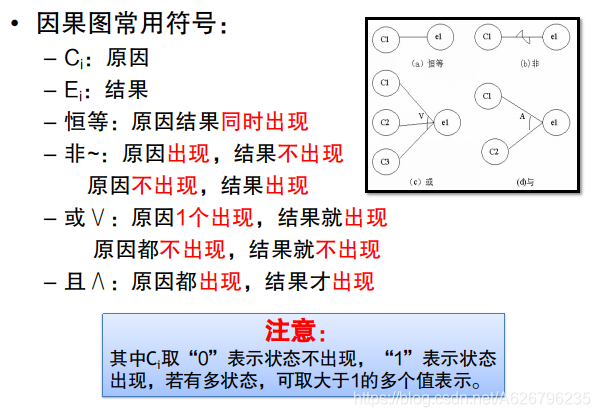 • 因果图常用符号：
– Ci：原因
– Ei：结果
– 恒等：原因结果同时出现
– 非~：原因出现，结果不出现
原因不出现，结果出现
– 或∨：原因1个出现，结果就出现
原因都不出现，结果就不出现
– 且∧：原因都出现，结果才出现
C1 e1 C1 e1
(a)恒等 (b)非
C1
C1
C2 V e1 A e1
C2
C3
(c)或 (d)与
注意：
其中Ci取“0”表示状态不出现，“1”表示状态
出现，若有多状态，可取大于1的多个值表示。
https://blog.csdn.net/A626796235